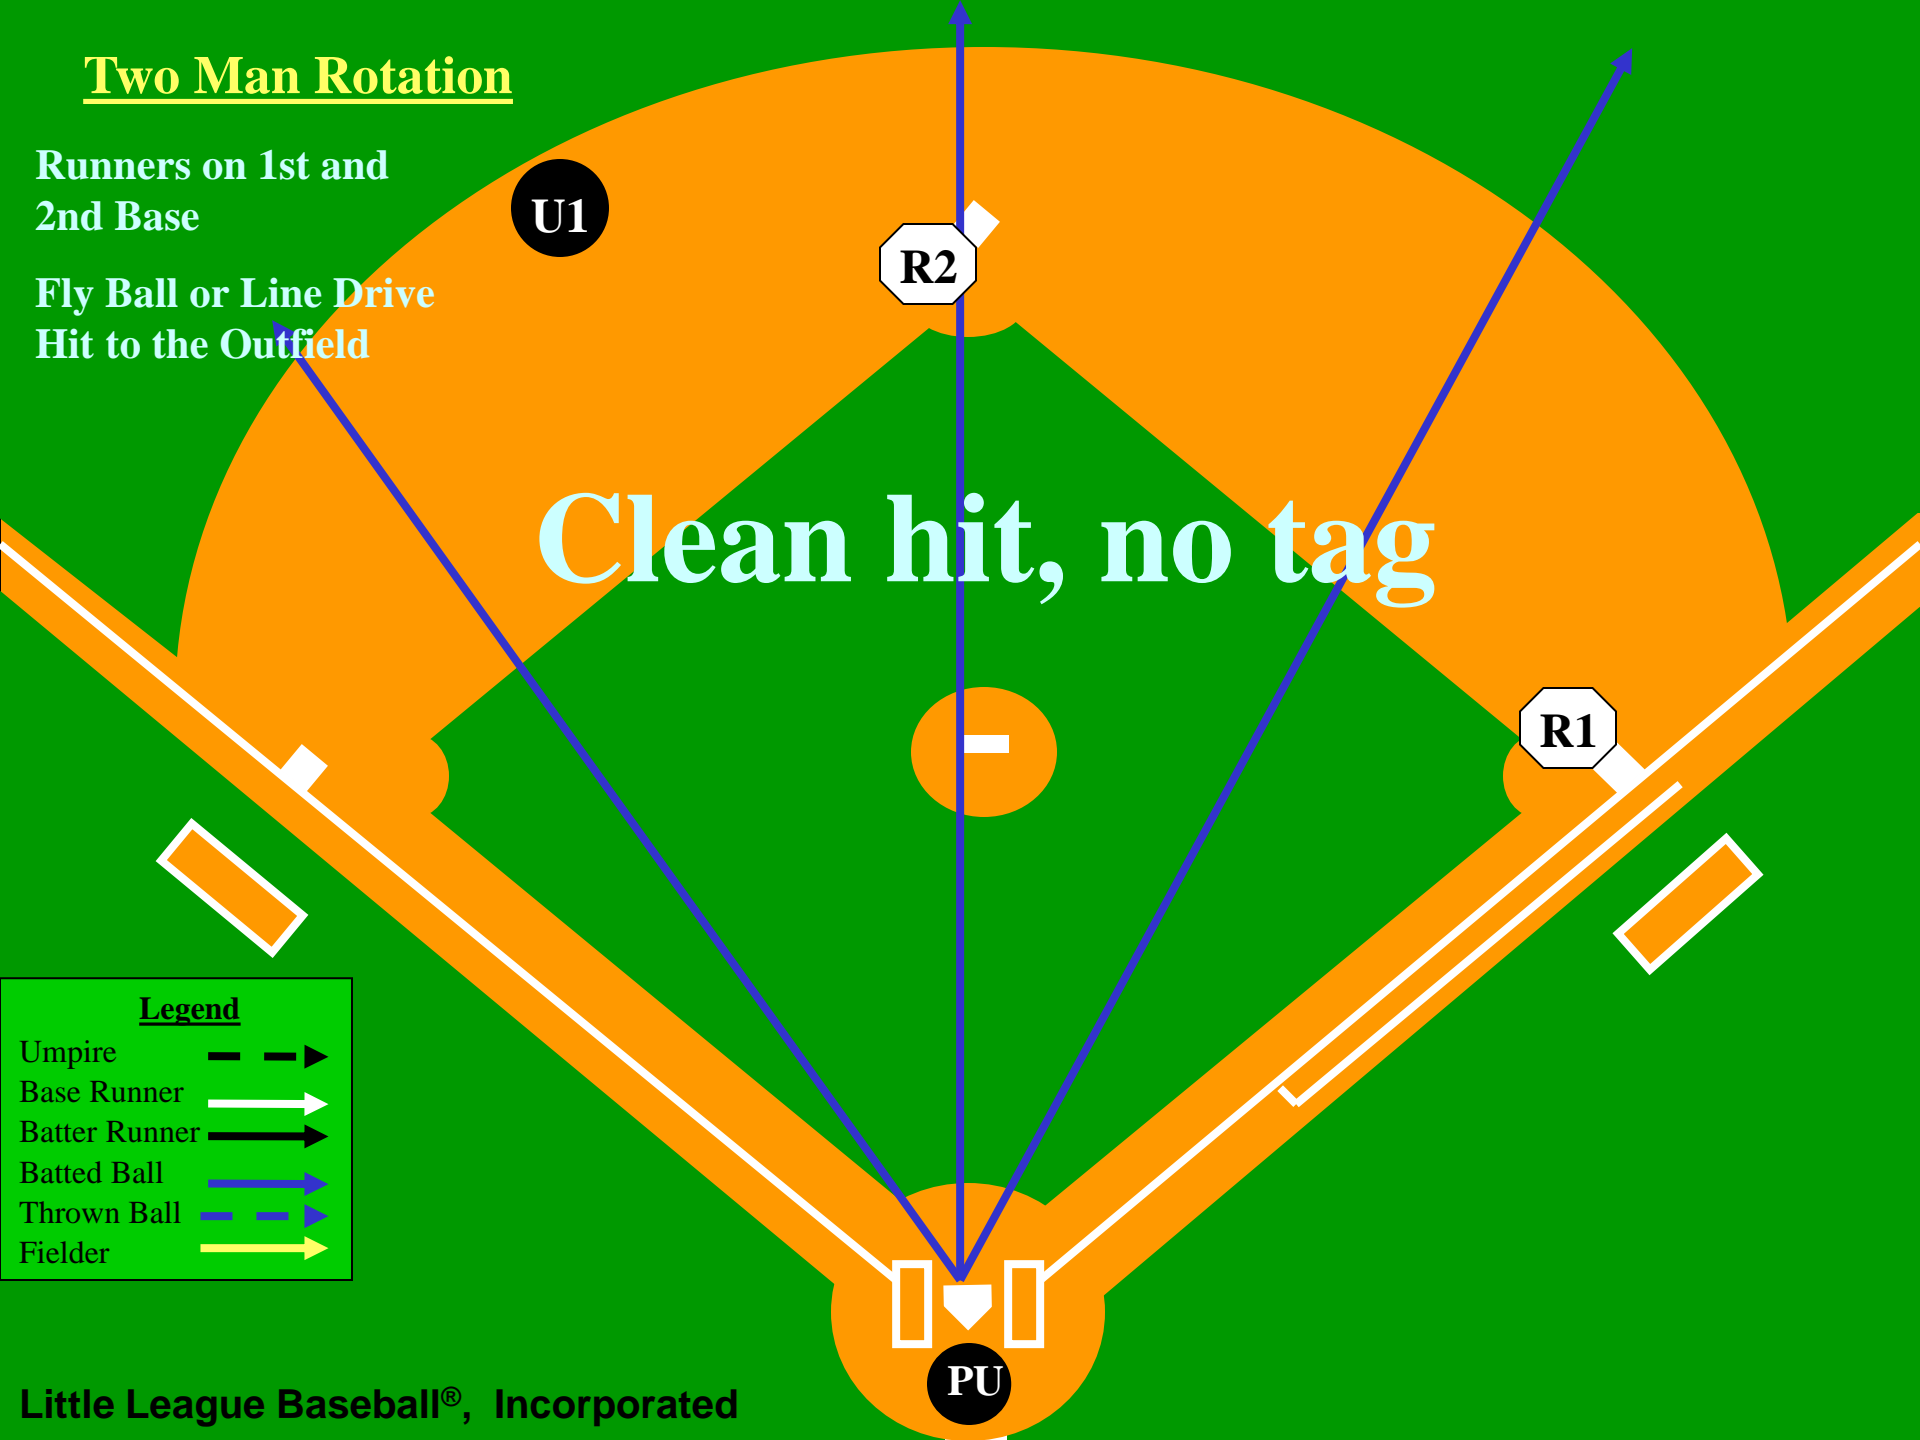 Two Man Rotation
Runners on 1st and
2nd Base
Fly Ball or Line Drive
Hit to the Outfield
U1
R2
Clean hit, no tag
R1
Legend
Umpire
Base Runner
Batter Runner
Batted Ball
Thrown Ball
Fielder
PU
Little League Baseball®, Incorporated